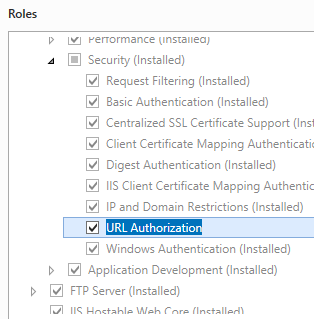 Roles
Performance (Installed)
Security (Installed)
Request Filtering (Installed)
Basic Authentication (Installed)
Centralized SSL Certificate Support (Inst
Client Certificate Mapping Authenticatio
Digest Authentication (Installed)
IIS Client Certificate Mapping Authentic
IP and Domain Restrictions (Installed)
URL Authorization
Windows Authentication (Installed)
Application Development (Installed)
FTP Server (Installed)
IIS Hostable Web Core (Installed)